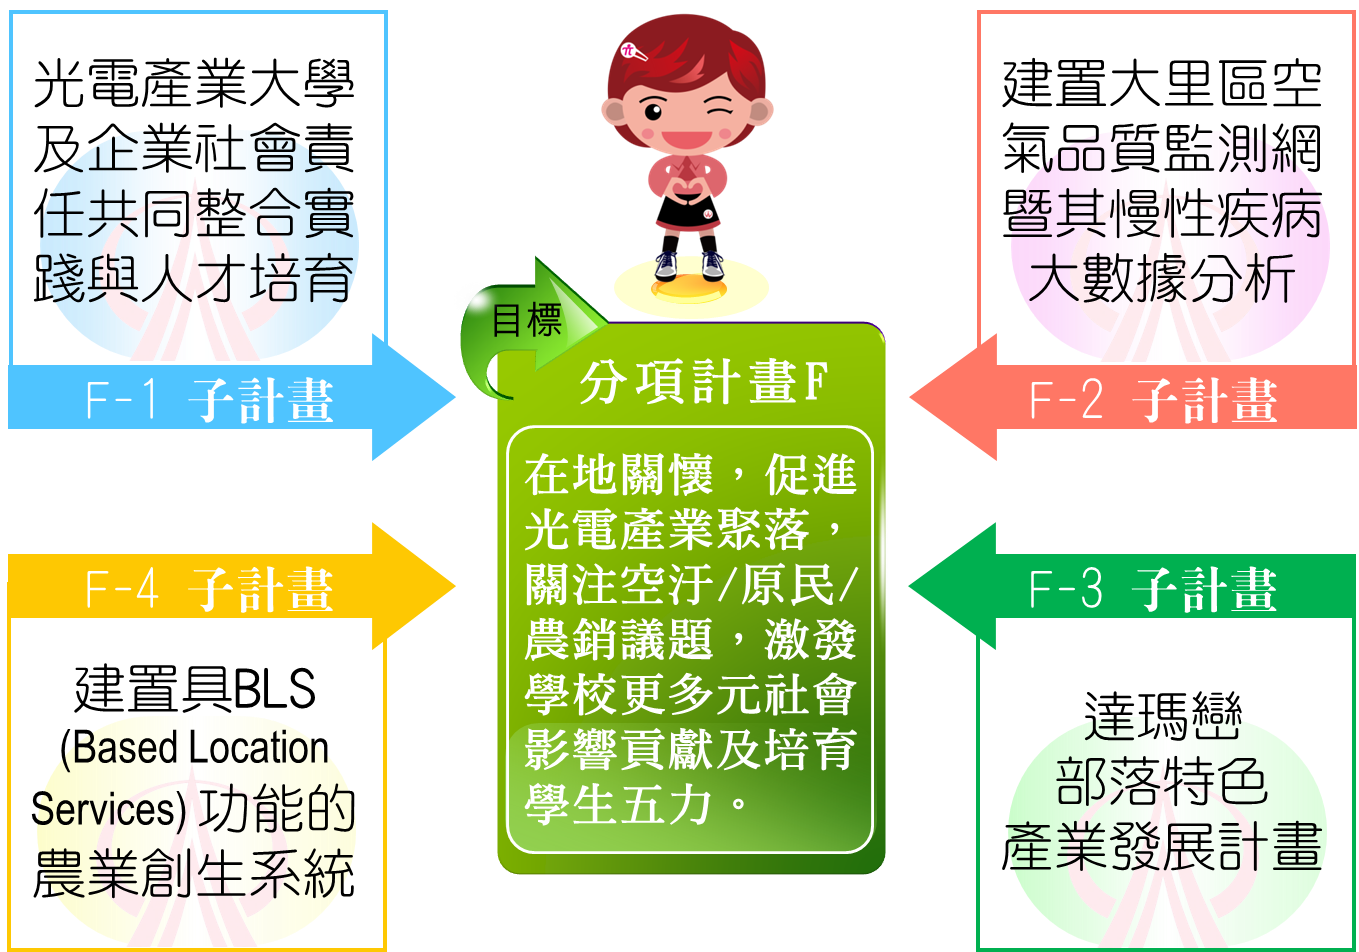 光電產業大學
及企業社會責
任共同整合實
踐與人才培育
F-1 子計畫
建置大里區空
氣品質監測網
暨其慢性疾病
大數據分析
F-2 子計畫
目標
分項計畫F
在地關懷，促進
光電產業聚落，
關注空汙/原民/
農銷議題，激發
學校更多元社會
影響貢獻及培育
學生五力。
F-4 子計畫
建置具BLS
(Based Location
Services) 功能的
農業創生系統
F-3 子計畫
達瑪巒
部落特色
產業發展計畫